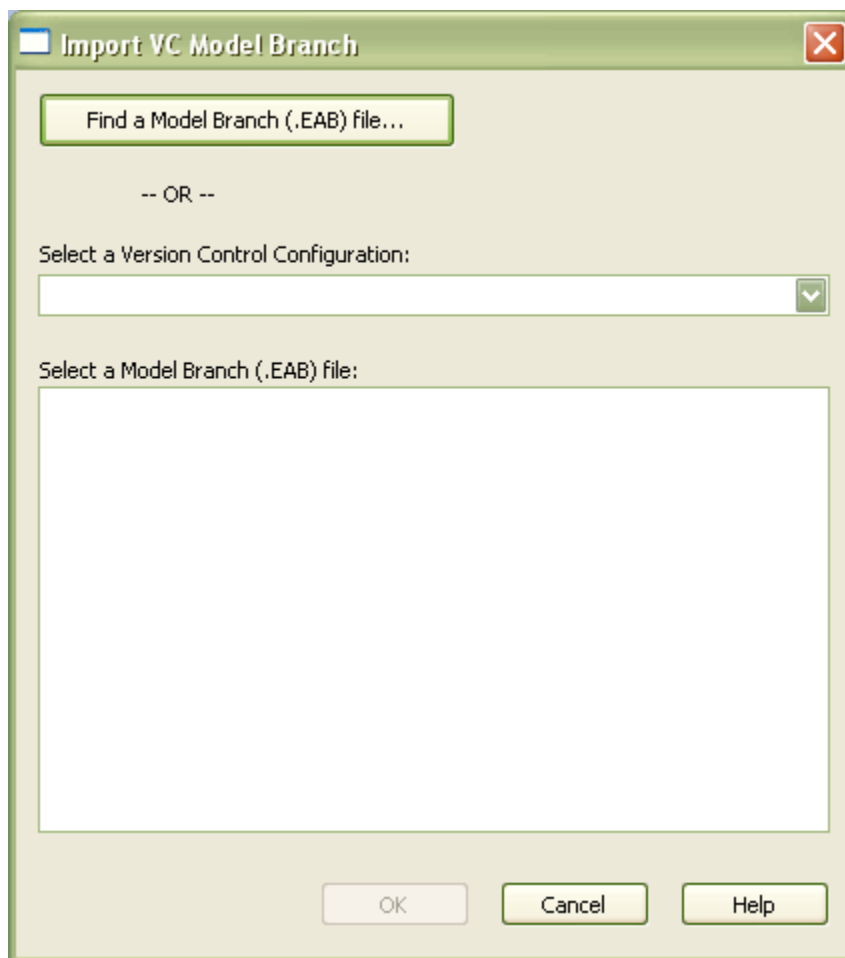 Import VC Model Branch
Find a Model Branch (.EAB) file...
-- OR --
Select a Version Control Configuration:
Select a Model Branch (.EAB) file:
OK Cancel Help